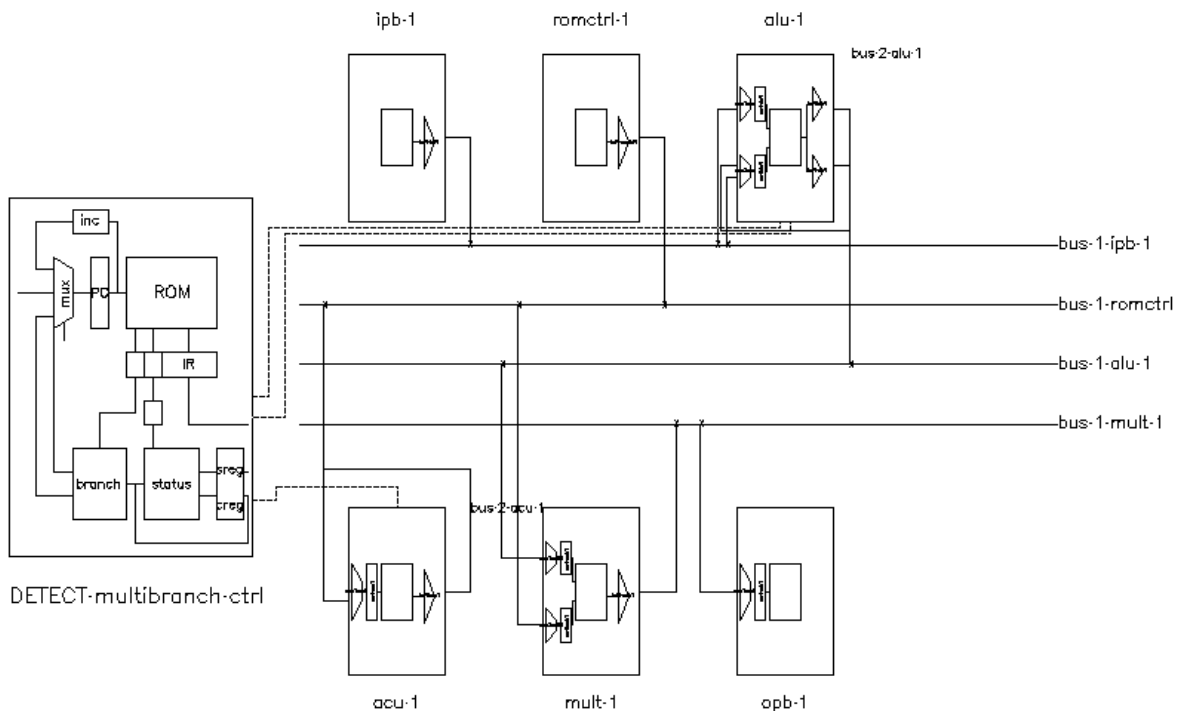 ipb-1
romctrl-1
alu-1
bus-2-alu-1
inc
mux
PC
ROM
bus-1-ipb-1
bus-1-romctrl
IR
bus-1-alu-1
bus-1-mult-1
branch
status
sreg
creg
bus-2-acu-1
DETECT-multibranch-ctrl
acu-1
mult-1
opb-1